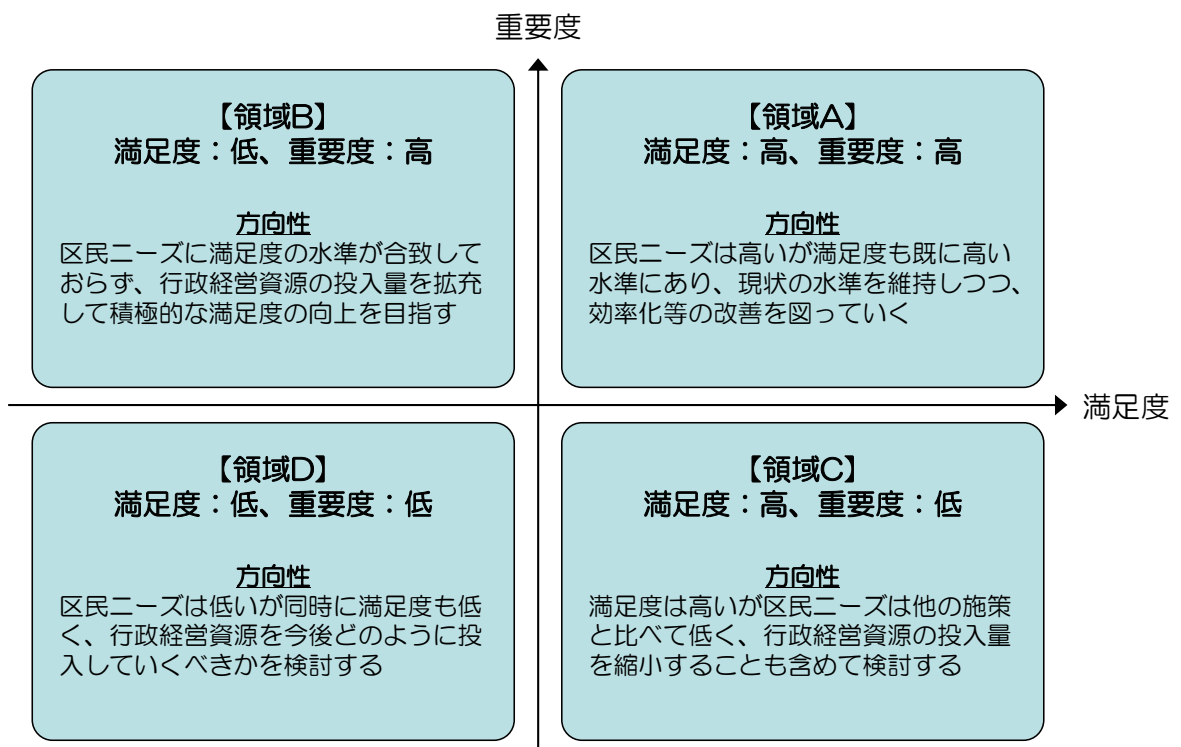 重要度
【領域B】
満足度：低、重要度：高
方向性
区民ニーズに満足度の水準が合致して
おらず、行政経営資源の投入量を拡充
して積極的な満足度の向上を目指す
【領域A】
満足度：高、重要度：高
方向性
区民ニーズは高いが満足度も既に高い
水準にあり、現状の水準を維持しつつ、
効率化等の改善を図っていく
満足度
【領域D】
満足度：低、重要度：低
方向性
区民ニーズは低いが同時に満足度も低
く、行政経営資源を今後どのように投
入していくべきかを検討する
【領域C】
満足度：高、重要度：低
方向性
満足度は高いが区民ニーズは他の施策
と比べて低く、行政経営資源の投入量
を縮小することも含めて検討する